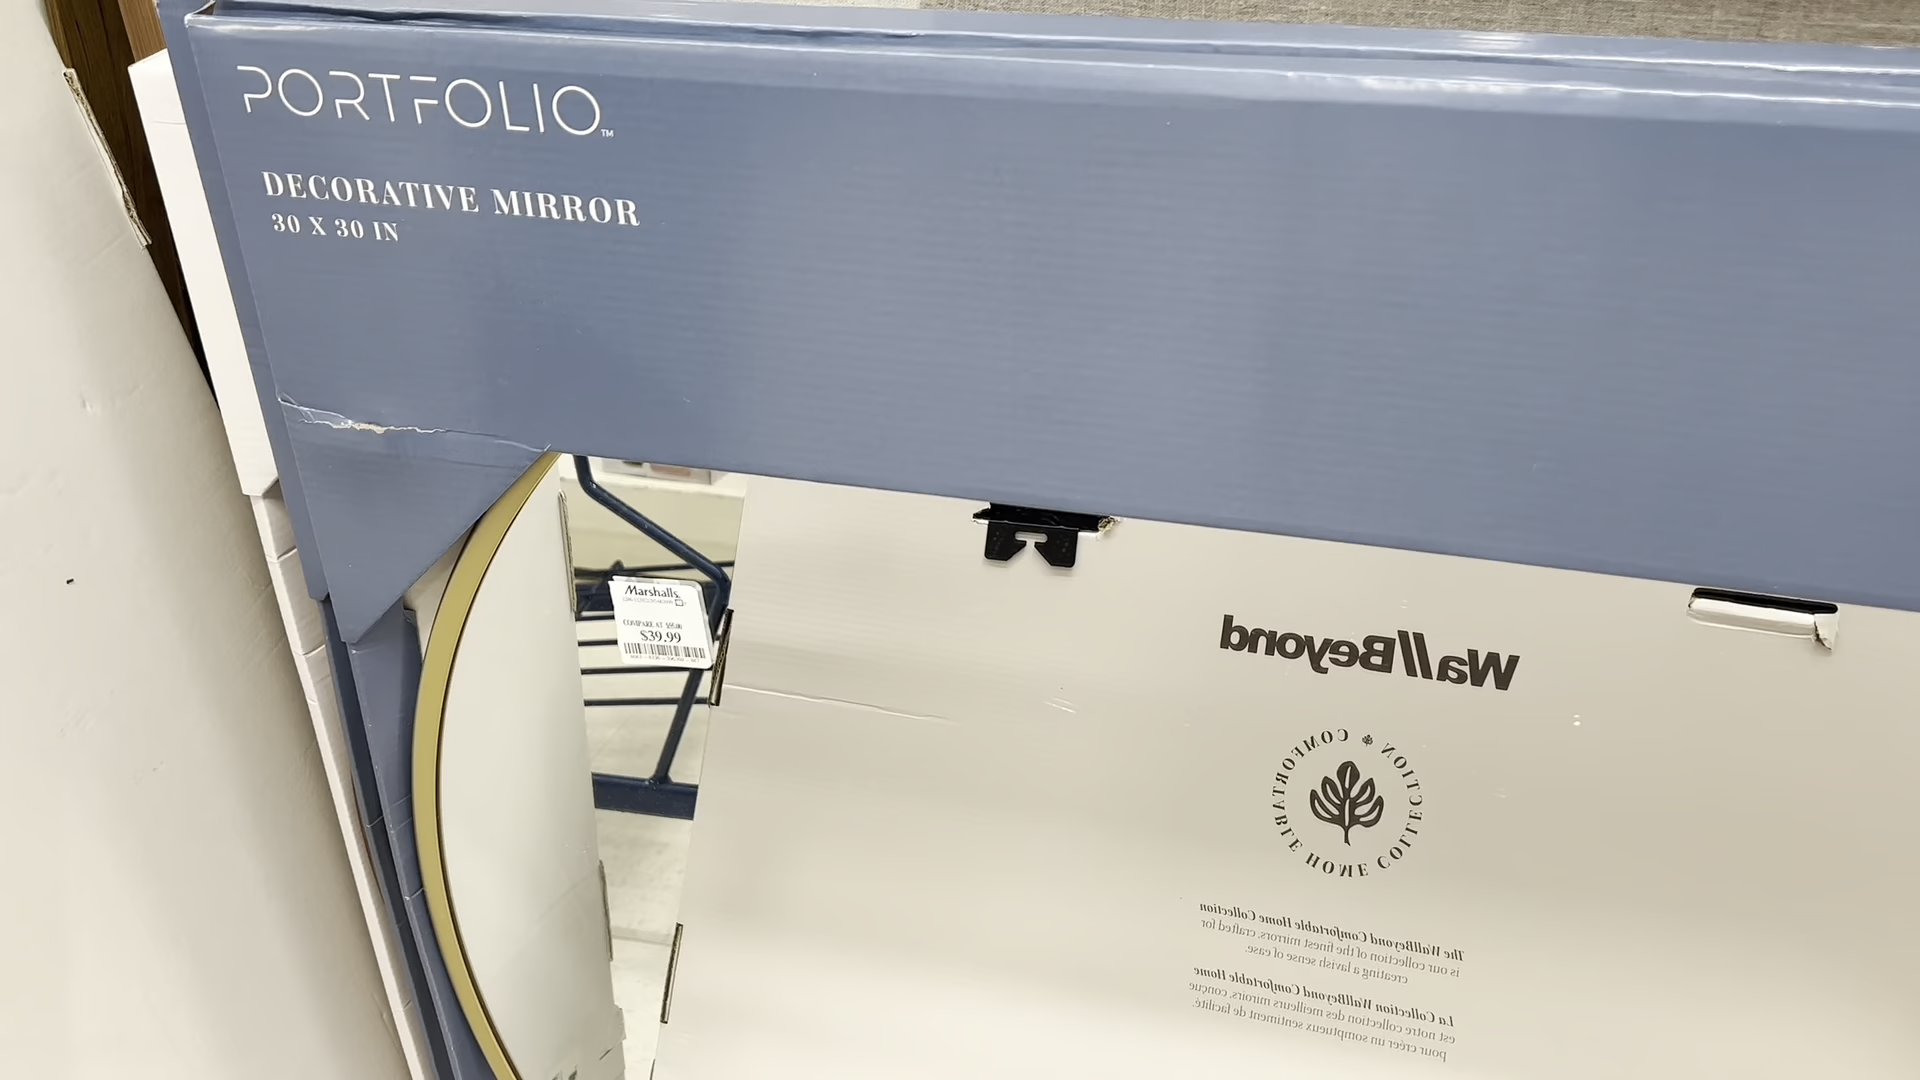 PORTFOLIO™
DECORATIVE MIRROR
30 X 30 IN
Marshalls
COMPARE AT
$39.99
WallBeyond
COMFORTABLE HOME COLLECTION
The WallBeyond Comfortable Home Collection
is our collection of the finest mirrors, crafted for
creating a lavish sense of ease.
La Collection WallBeyond Comfortable Home
est notre collection des meilleurs miroirs, conçue
pour créer un somptueux sentiment de facilité.